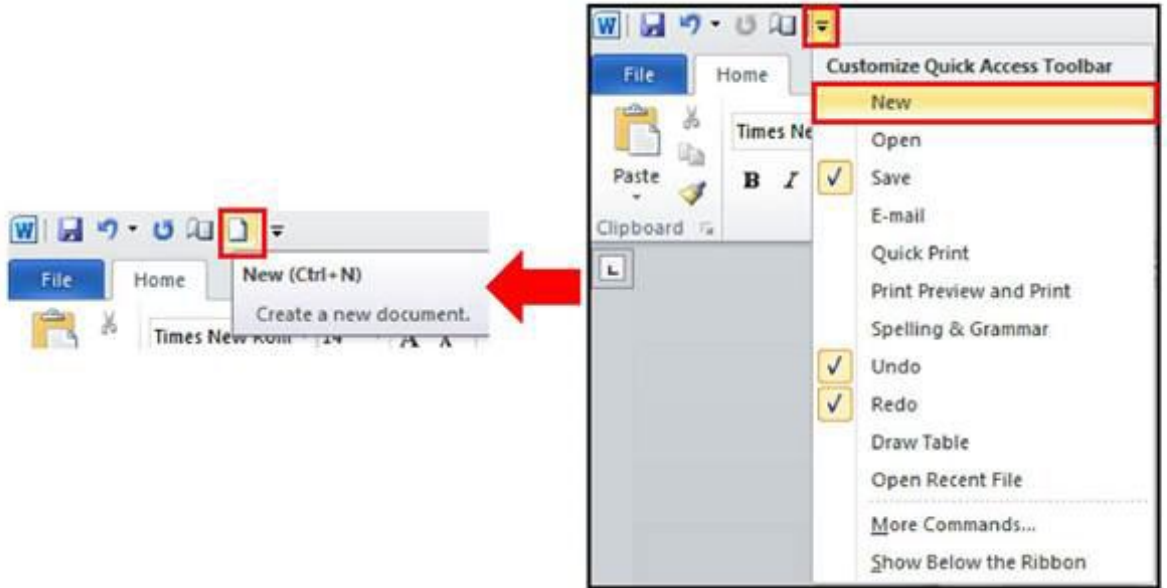 W
File Home
New (Ctrl+N)
Create a new document.
Times New 14 A A
W
File Home
Paste
Times Ne
B I
Clipboard
L
Customize Quick Access Toolbar
New
Open
Save
E-mail
Quick Print
Print Preview and Print
Spelling & Grammar
Undo
Redo
Draw Table
Open Recent File
More Commands...
Show Below the Ribbon